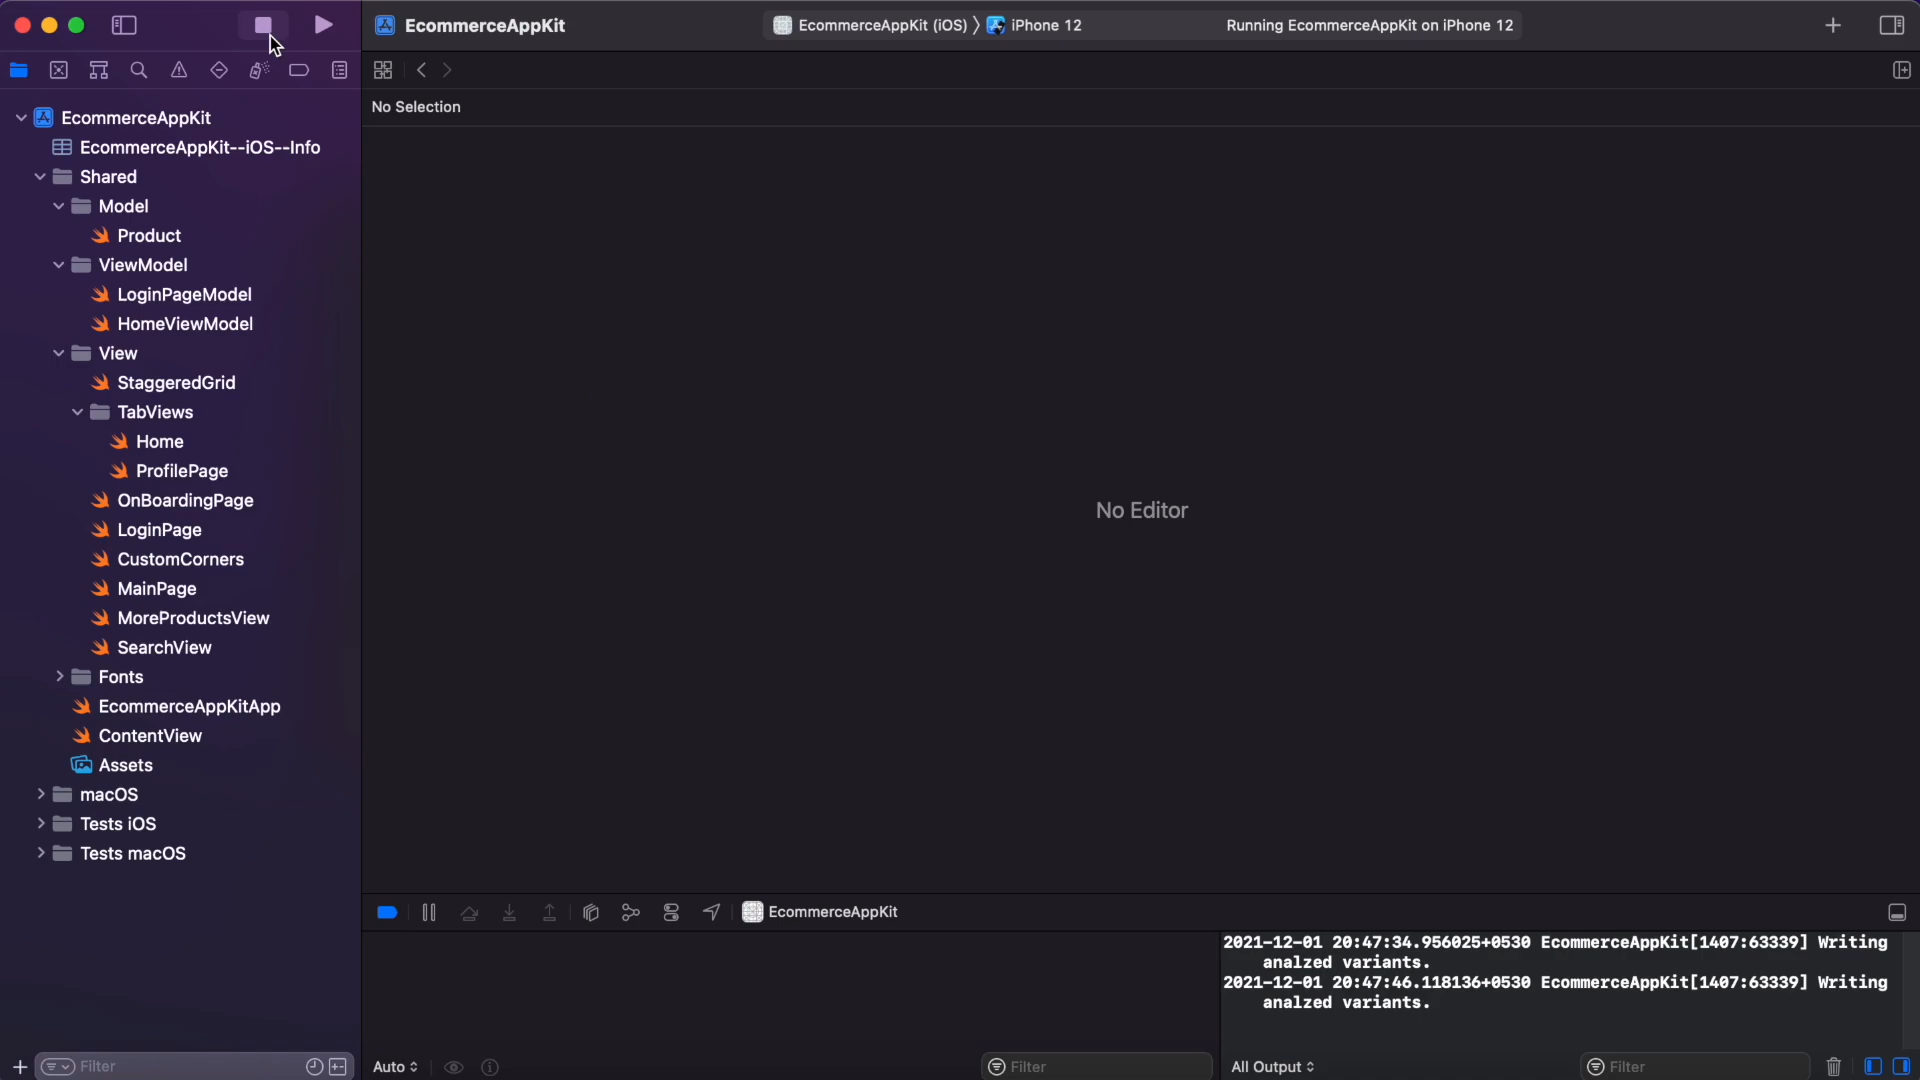 EcommerceAppKit
EcommerceAppKit (iOS) 〉 iPhone 12
Running EcommerceAppKit on iPhone 12
No Selection
EcommerceAppKit
EcommerceAppKit--iOS--Info
Shared
Model
Product
ViewModel
LoginPageModel
HomeViewModel
View
StaggeredGrid
TabViews
Home
ProfilePage
OnBoardingPage
LoginPage
CustomCorners
MainPage
MoreProductsView
SearchView
Fonts
EcommerceAppKitApp
ContentView
Assets
macOS
Tests iOS
Tests macOS
No Editor
EcommerceAppKit
2021-12-01 20:47:34.956025+0530 EcommerceAppKit[1407:63339] Writing
analzed variants.
2021-12-01 20:47:46.118136+0530 EcommerceAppKit[1407:63339] Writing
analzed variants.
Filter
Auto
Filter
All Output
Filter